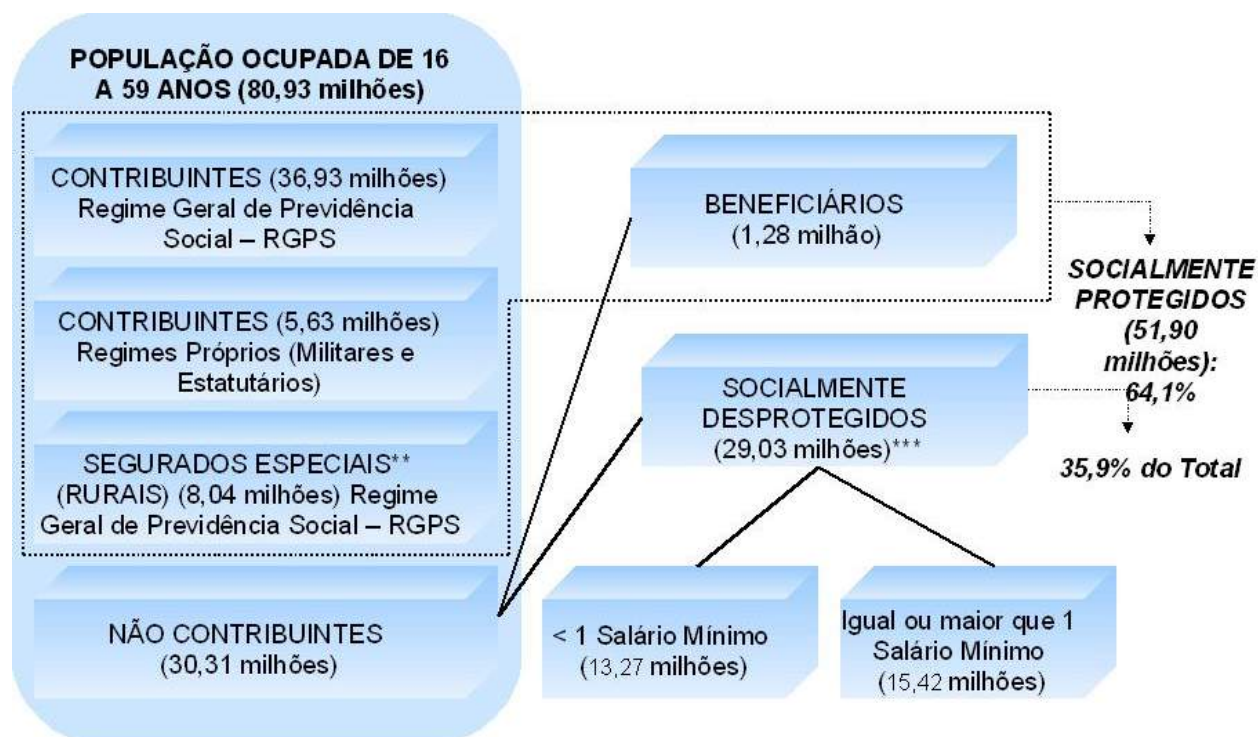 POPULAÇÃO OCUPADA DE 16
A 59 ANOS (80,93 milhões)
CONTRIBUINTES (36,93 milhões)
Regime Geral de Previdência
Social – RGPS
CONTRIBUINTES (5,63 milhões)
Regimes Próprios (Militares e
Estatutários)
SEGURADOS ESPECIAIS**
(RURAIS) (8,04 milhões) Regime
Geral de Previdência Social – RGPS
NÃO CONTRIBUINTES
(30,31 milhões)
BENEFICIÁRIOS
(1,28 milhão)
SOCIALMENTE
DESPROTEGIDOS
(29,03 milhões)***
< 1 Salário Mínimo
(13,27 milhões)
Igual ou maior que 1
Salário Mínimo
(15,42 milhões)
SOCIALMENTE
PROTEGIDOS
(51,90
milhões):
64,1%
35,9% do Total